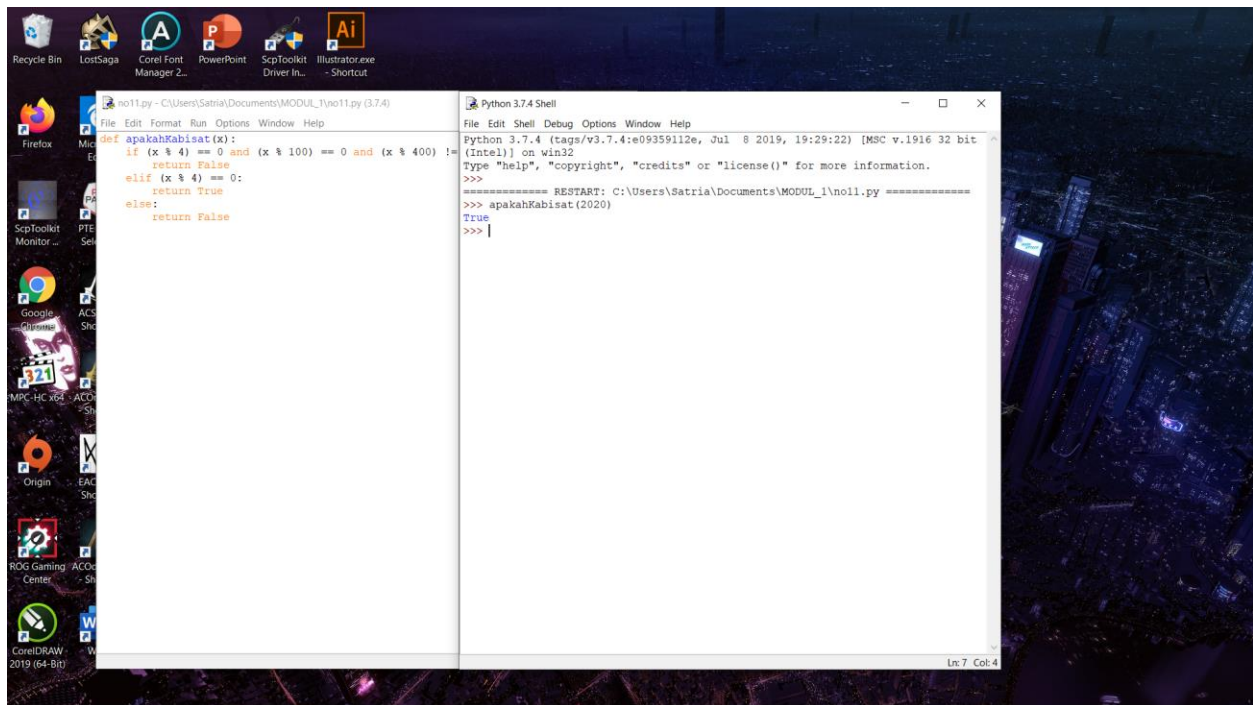 Recycle Bin
LostSaga
Corel Font
Manager 2...
PowerPoint
ScpToolkit
Driver In...
Illustrator.exe
- Shortcut
Firefox
ScpToolkit
Monitor ...
Google
Chrome
MPC-HC x64
Origin
ROG Gaming
Center
CorelDRAW
2019 (64-Bit)
no11.py - C:\Users\Satria\Documents\MODUL_1\no11.py (3.7.4)
File Edit Format Run Options Window Help
def apakahKabisat(x):
    if (x % 4) == 0 and (x % 100) == 0 and (x % 400) !=
        return False
    elif (x % 4) == 0:
        return True
    else:
        return False
Python 3.7.4 Shell
File Edit Shell Debug Options Window Help
Python 3.7.4 (tags/v3.7.4:e09359112e, Jul  8 2019, 19:29:22) [MSC v.1916 32 bit
(Intel)] on win32
Type "help", "copyright", "credits" or "license()" for more information.
>>>
============= RESTART: C:\Users\Satria\Documents\MODUL_1\no11.py =============
>>> apakahKabisat(2020)
True
>>>
Ln: 7 Col: 4